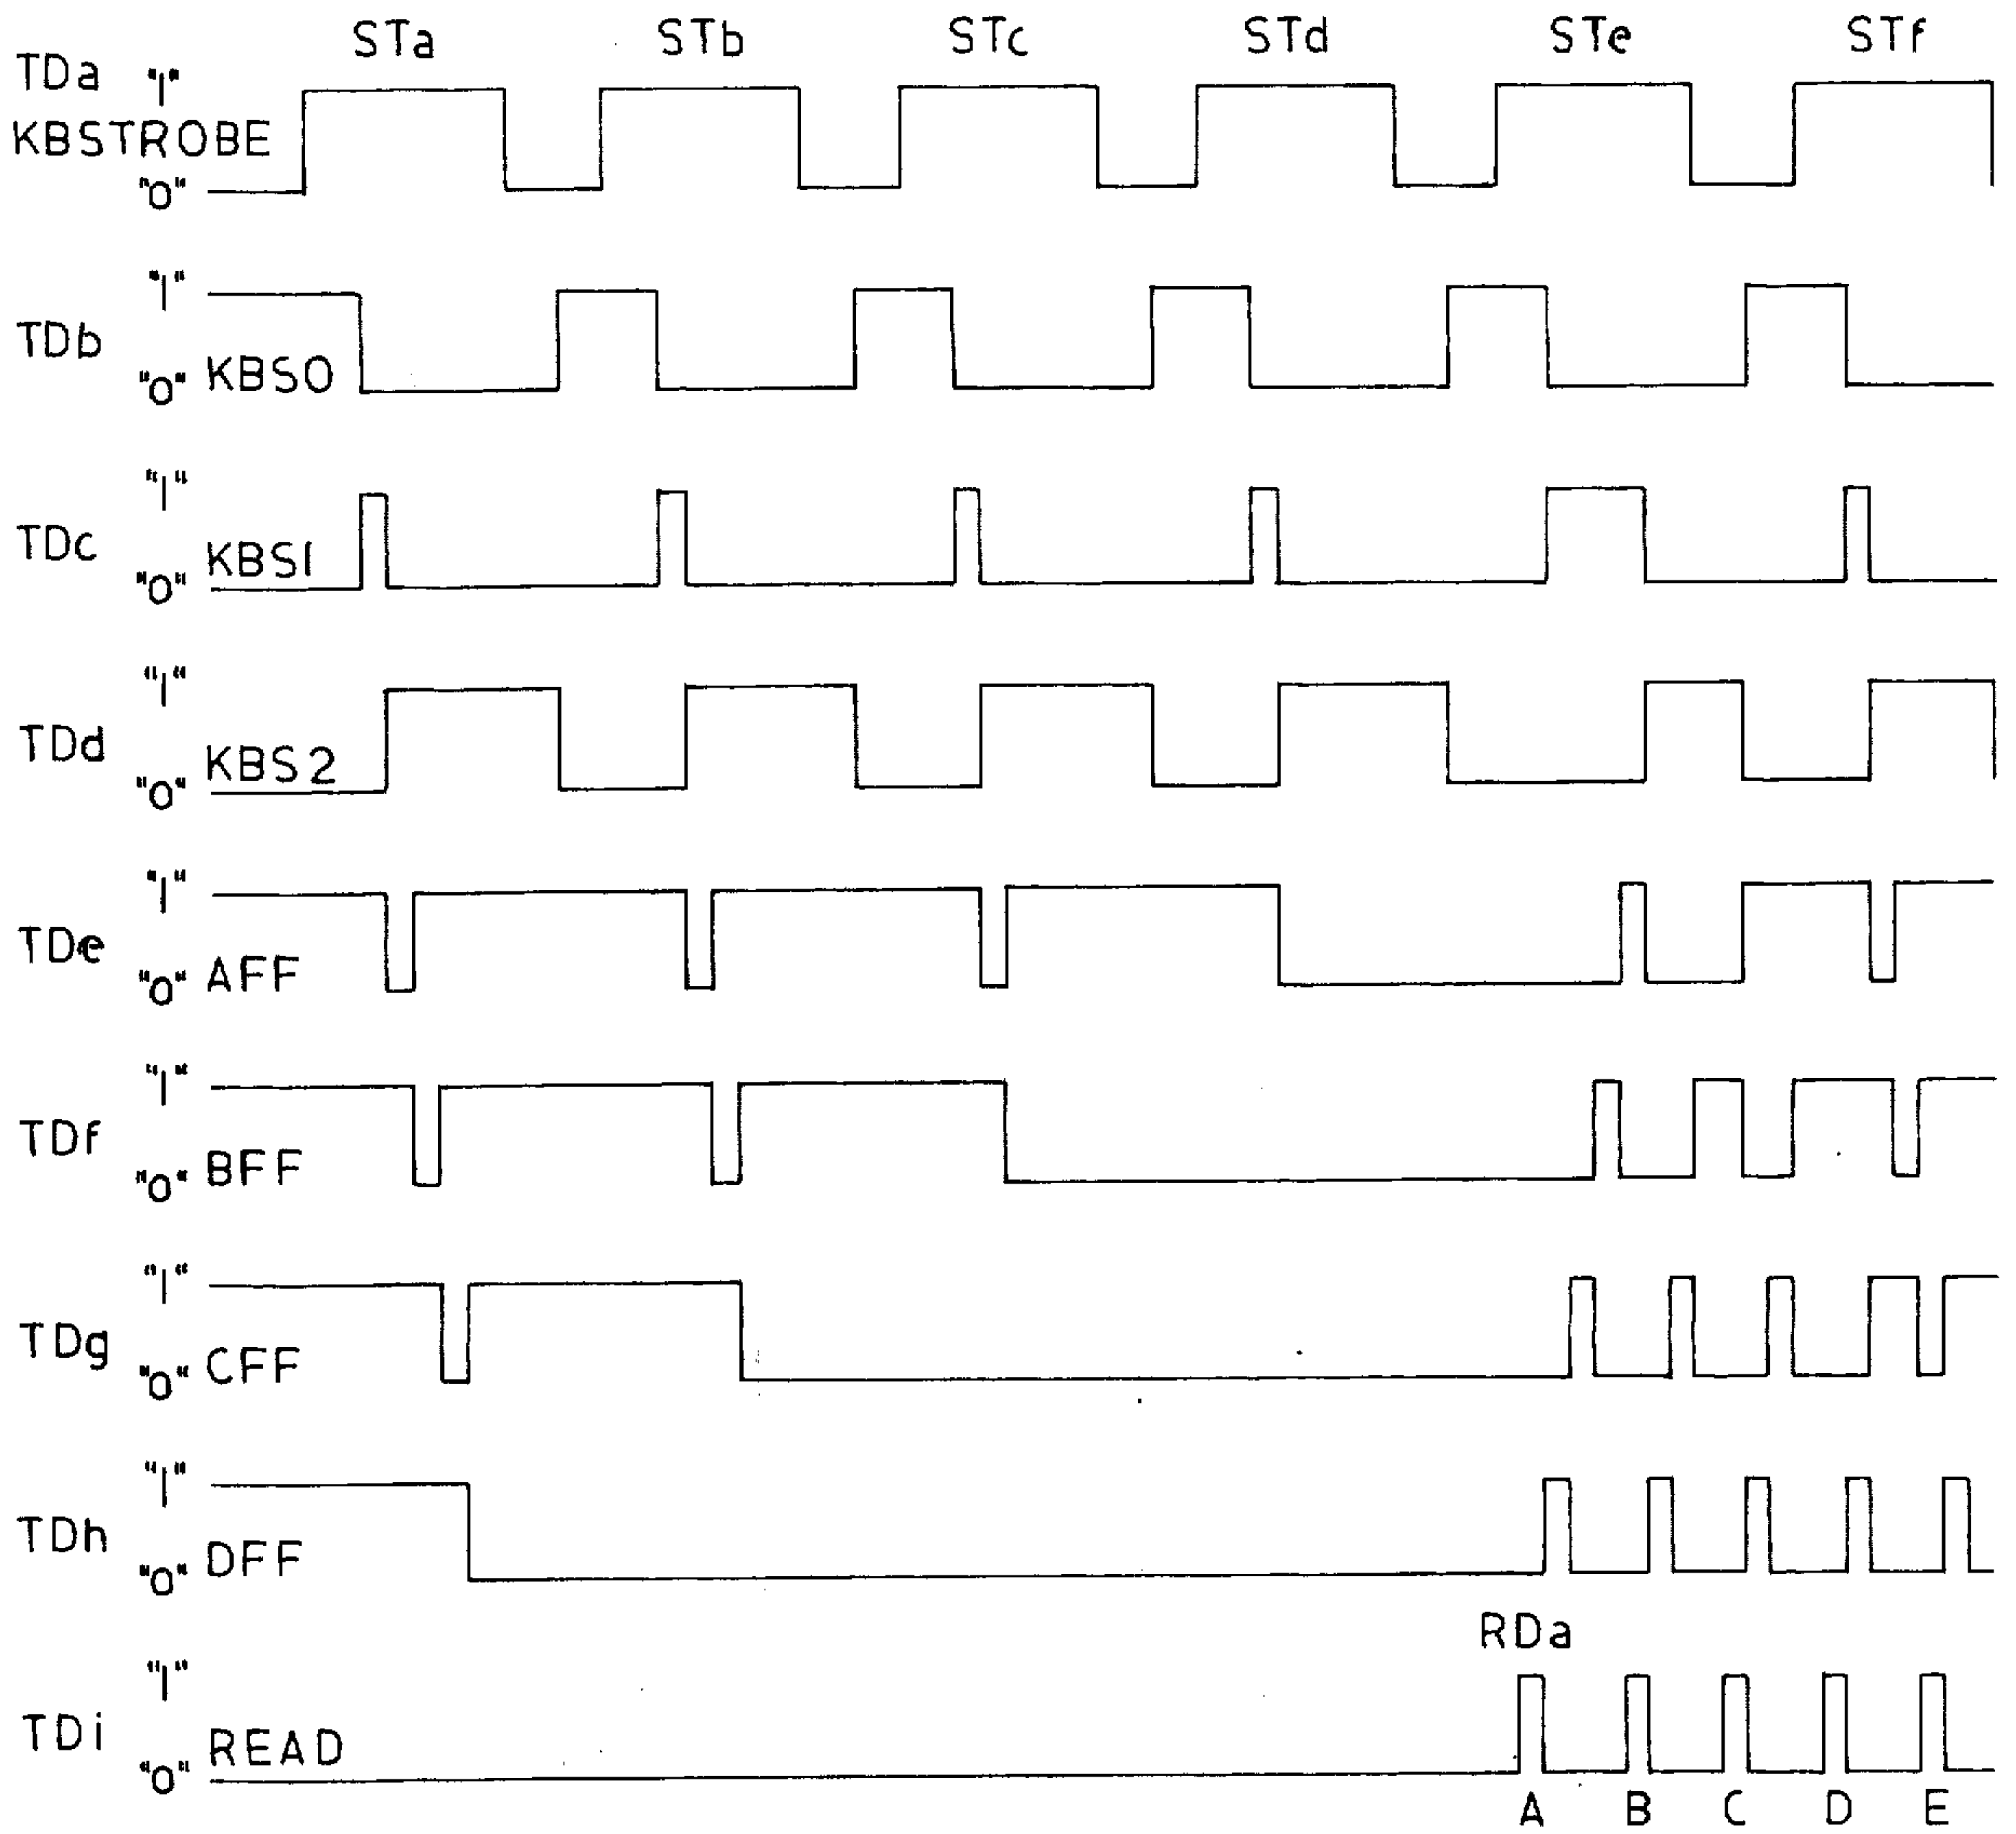 STa STb STc STd STe STf
TDa "1"
KBSTROBE
"0"
"1"
TDb
"0" KBS0
"1"
TDc
KBS1
"0"
"1"
TDd
KBS2
"0"
"1"
TDe
"0" AFF
"1"
TDf
"0" BFF
"1"
TDg
"0" CFF
"1"
TDh
"0" DFF
RDa
"1"
TDi
READ
"0"
A B C D E